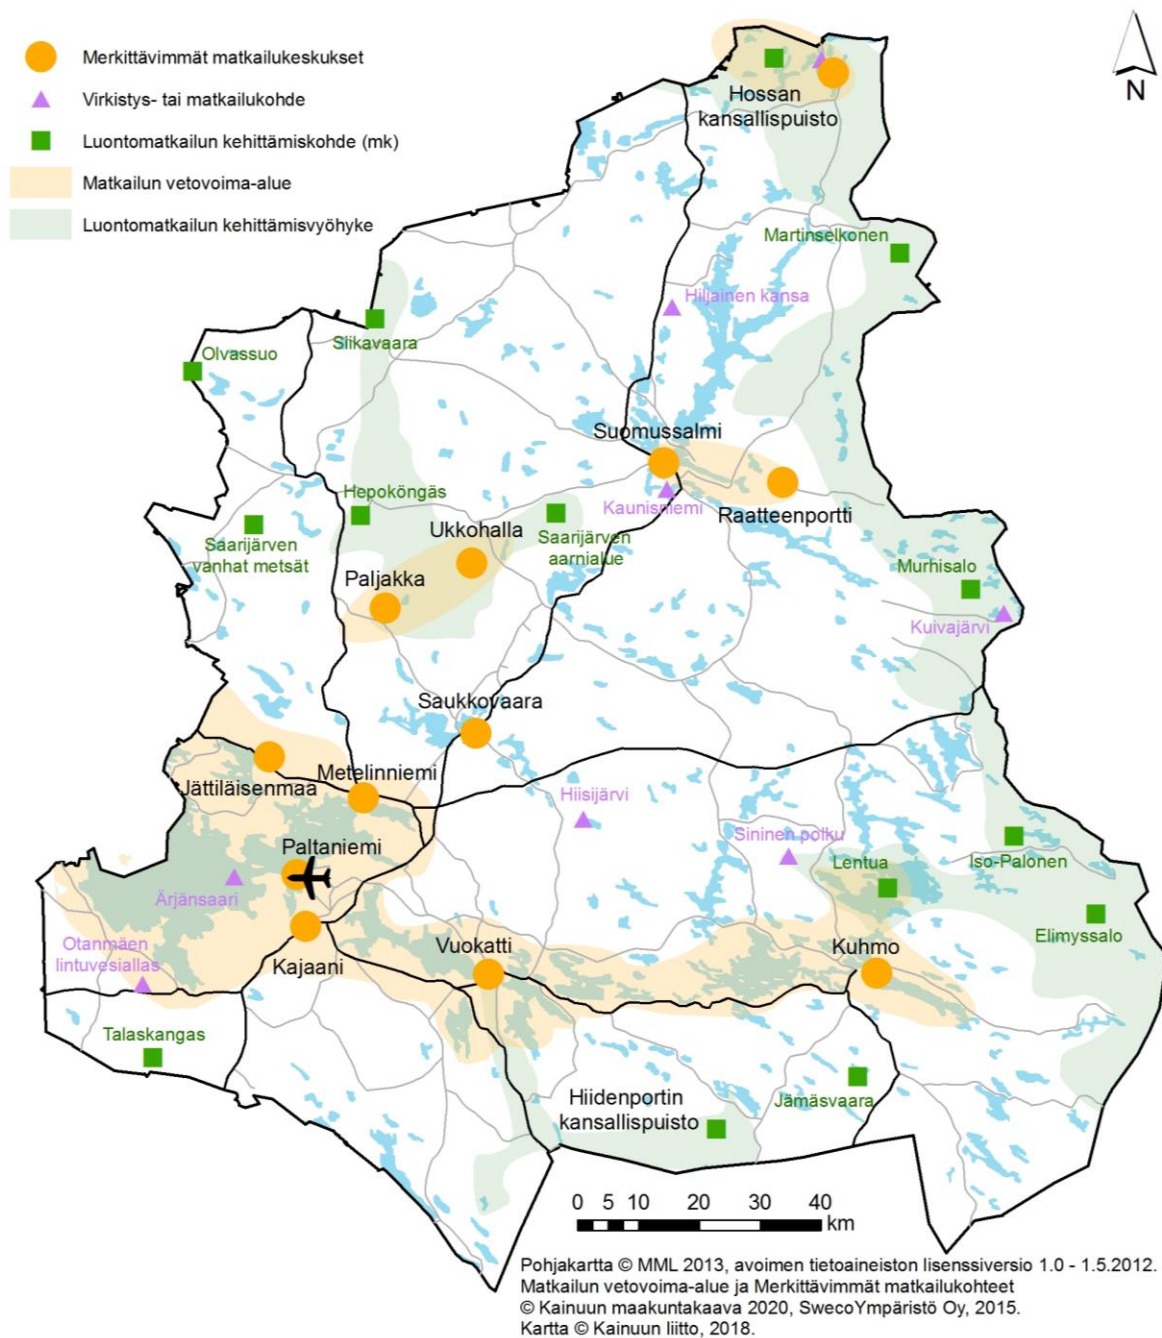 Merkittävimmät matkailukeskukset
Virkistys- tai matkailukohde
Luontomatkailun kehittämiskohde (mk)
Matkailun vetovoima-alue
Luontomatkailun kehittämisvyöhyke
N
Hossan
kansallispuisto
Martinselkonen
Hiljainen kansa
Siikavaara
Olvassuo
Suomussalmi
Kaunisniemi
Raatteenportti
Hepoköngäs
Ukkohalla
Saarijärven
aarnialue
Saarijärven
vanhat metsät
Paljakka
Murhisalo
Kuivajärvi
Saukkovaara
Jättiläisenmaa
Metelinniemi
Hiisijärvi
Sininen polku
Lentua
Iso-Palonen
Paltaniemi
Ärjänsaari
Elimyssalo
Otanmäen
lintuvesiallas
Kajaani
Vuokatti
Kuhmo
Talaskangas
Hiidenportin
kansallispuisto
Jämäsvaara
0 5 10 20 30 40
km
Pohjakartta © MML 2013, avoimen tietoaineiston lisenssiversio 1.0 - 1.5.2012.
Matkailun vetovoima-alue ja Merkittävimmät matkailukohteet
© Kainuun maakuntakaava 2020, SwecoYmpäristö Oy, 2015.
Kartta © Kainuun liitto, 2018.